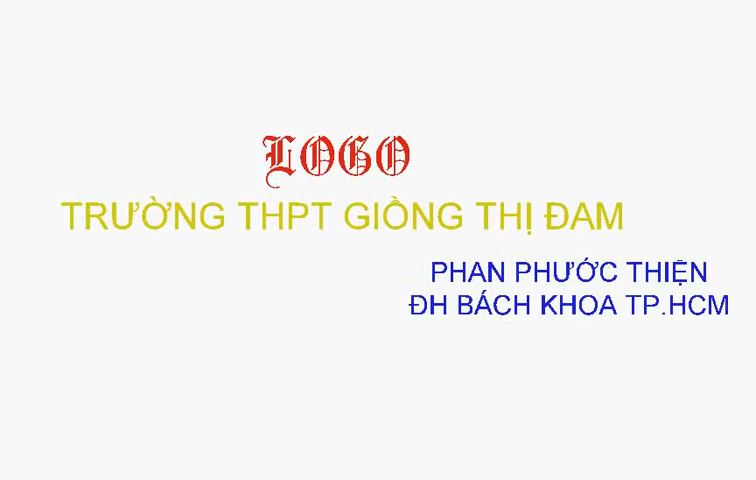 LOGO
TRƯỜNG THPT GIỒNG THỊ ĐAM
PHAN PHƯỚC THIỆN
ĐH BÁCH KHOA TP.HCM